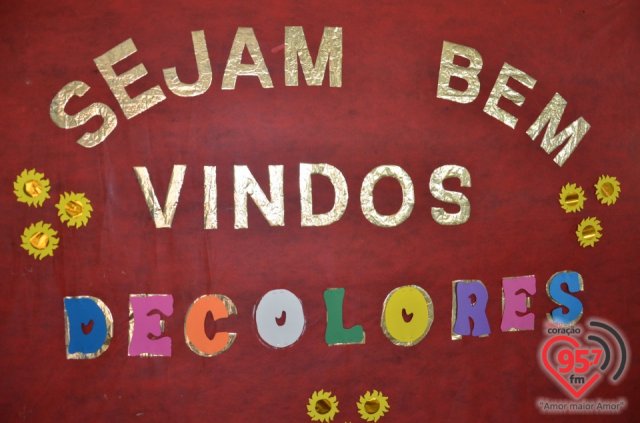 SEJAM BEM
VINDOS
DECOLORES
coração
95.7
fm
"Amor maior Amor"